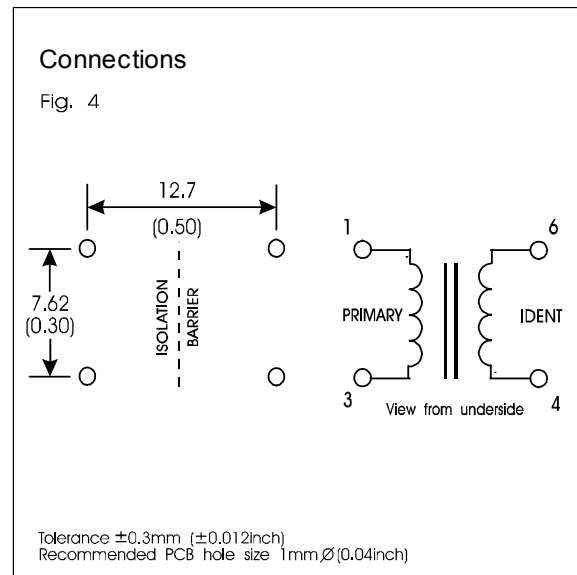 Connections
Fig. 4
12.7
(0.50)
7.62
(0.30)
ISOLATION
BARRIER
1
6
PRIMARY
IDENT
3
4
View from underside
Tolerance ±0.3mm (±0.012inch)
Recommended PCB hole size 1mm Ø (0.04inch)